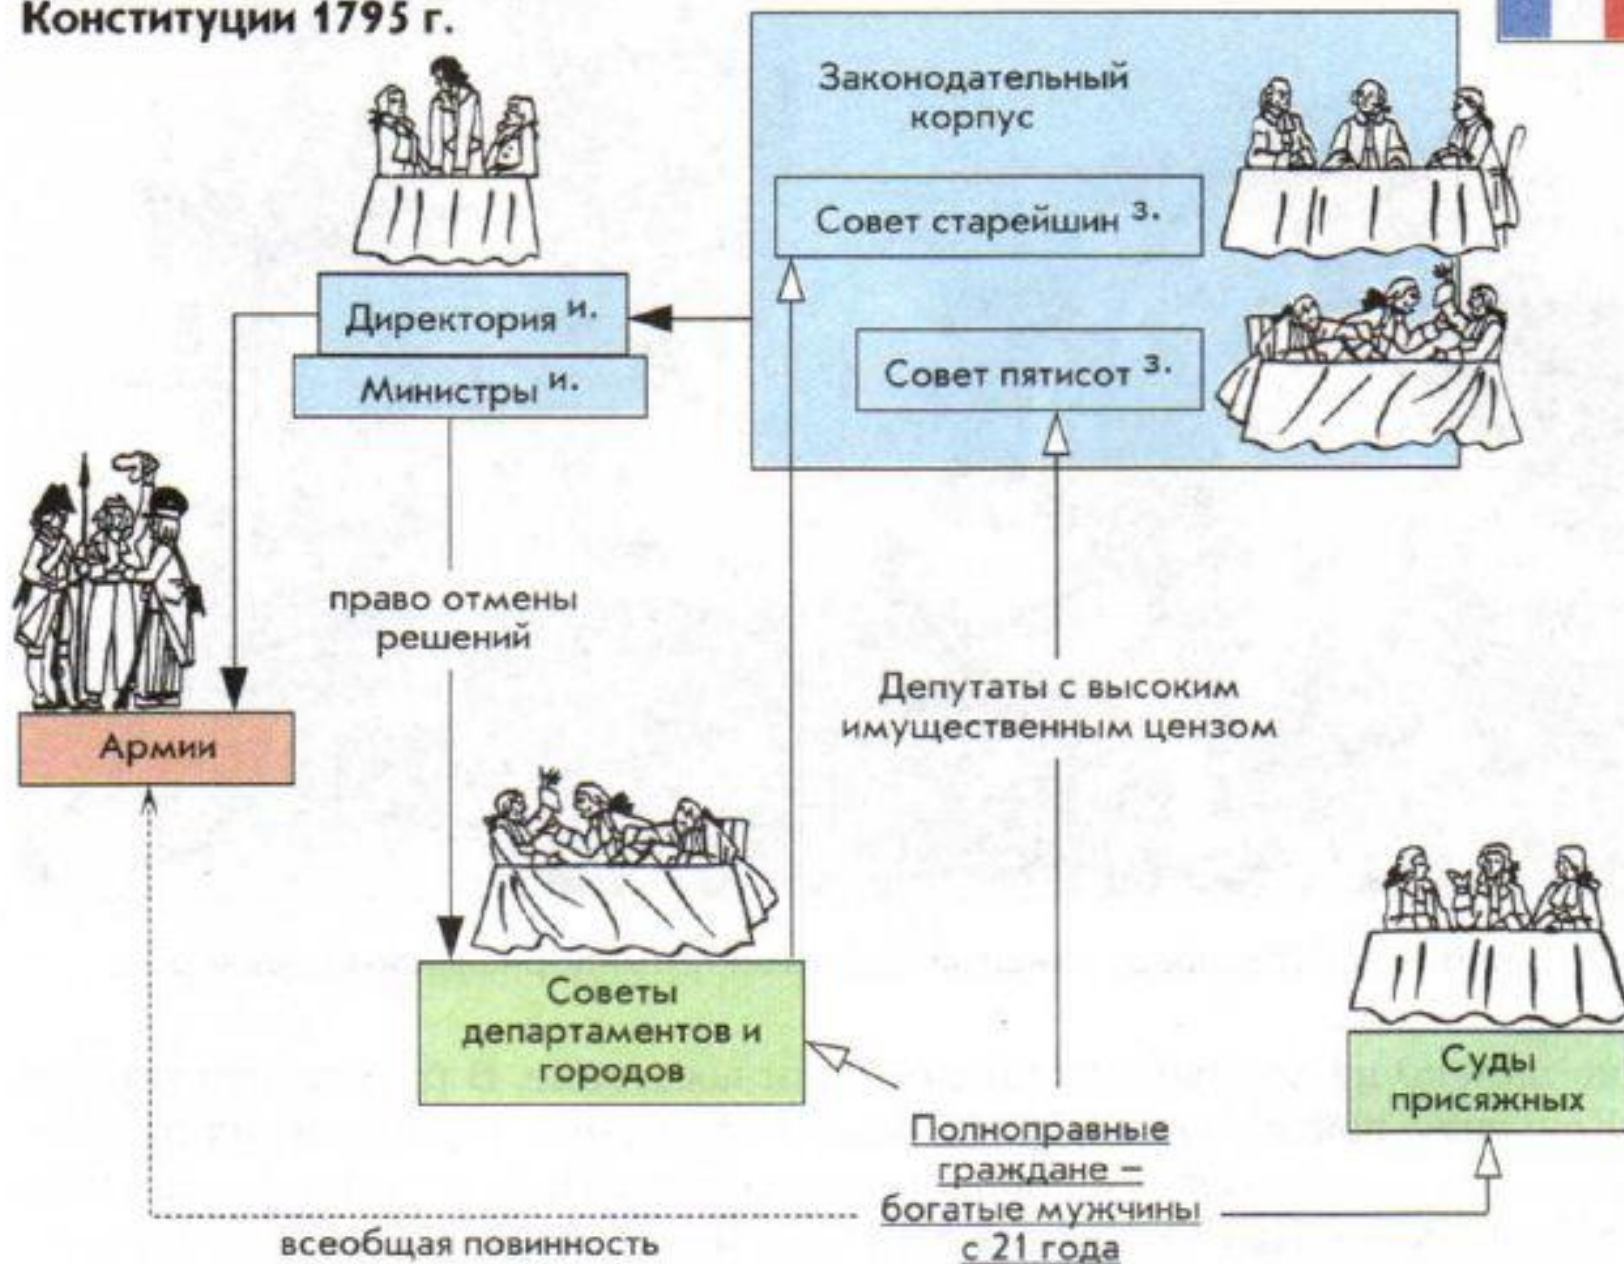 Конституции 1795 г.
Законодательный
корпус
Совет старейшин з.
Директория и.
Министры и.
Совет пятисот з.
право отмены
решений
Депутаты с высоким
имущественным цензом
Армии
Советы
департаментов и
городов
Суды
присяжных
Полноправные
граждане –
богатые мужчины
с 21 года
всеобщая повинность